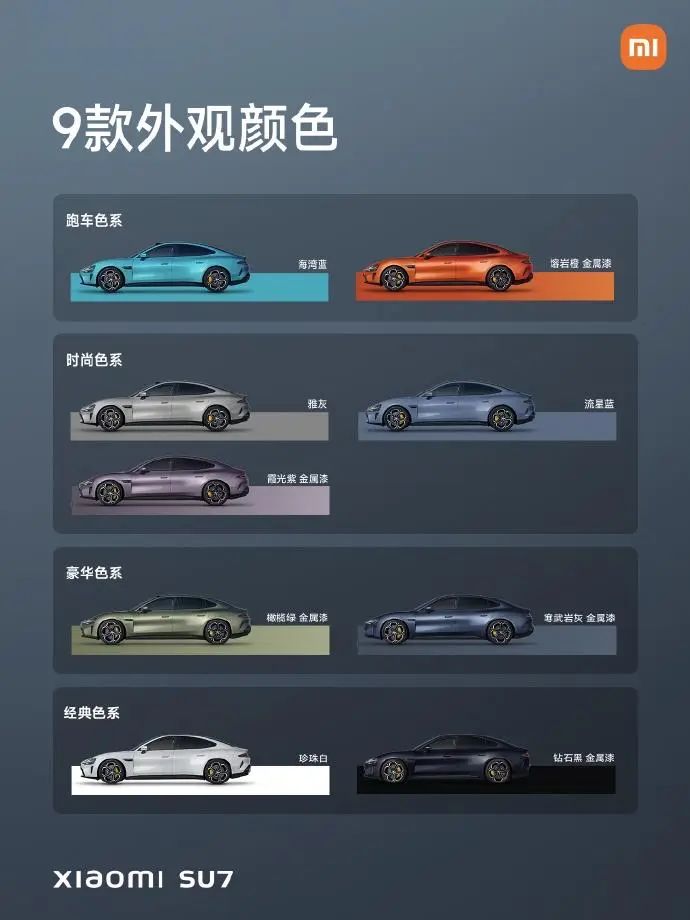 mi
9款外观颜色
跑车色系
海湾蓝
熔岩橙 金属漆
时尚色系
雅灰
流星蓝
霞光紫 金属漆
豪华色系
橄榄绿 金属漆
寒武岩灰 金属漆
经典色系
珍珠白
钻石黑 金属漆
xiaomi SU7